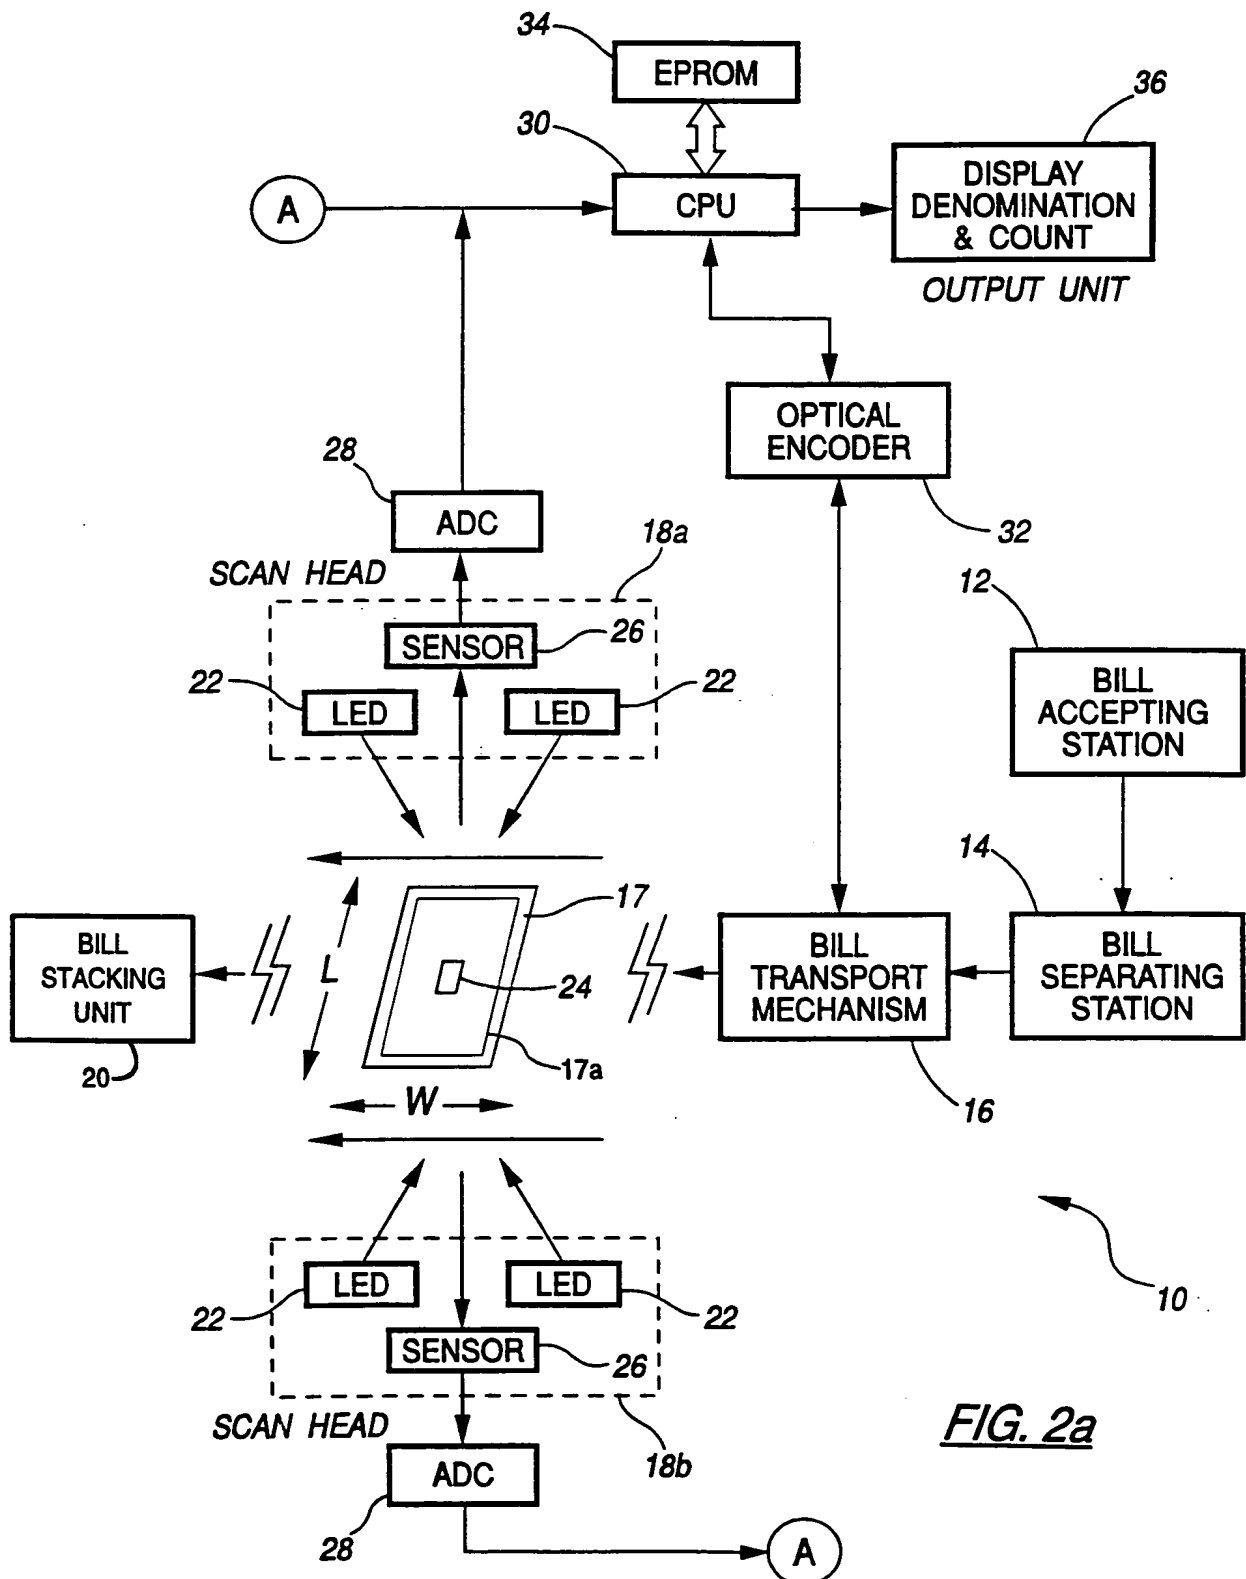 34
EPROM
36
30
CPU
DISPLAY
DENOMINATION
& COUNT
A
OUTPUT UNIT
OPTICAL
ENCODER
28
ADC
18a
32
SCAN HEAD
12
SENSOR
26
22
LED
LED
22
BILL
ACCEPTING
STATION
14
17
BILL
STACKING
UNIT
L
24
BILL
TRANSPORT
MECHANISM
BILL
SEPARATING
STATION
20
17a
W
16
LED
LED
22
22
10
SENSOR
26
SCAN HEAD
FIG. 2a
ADC
18b
28
A